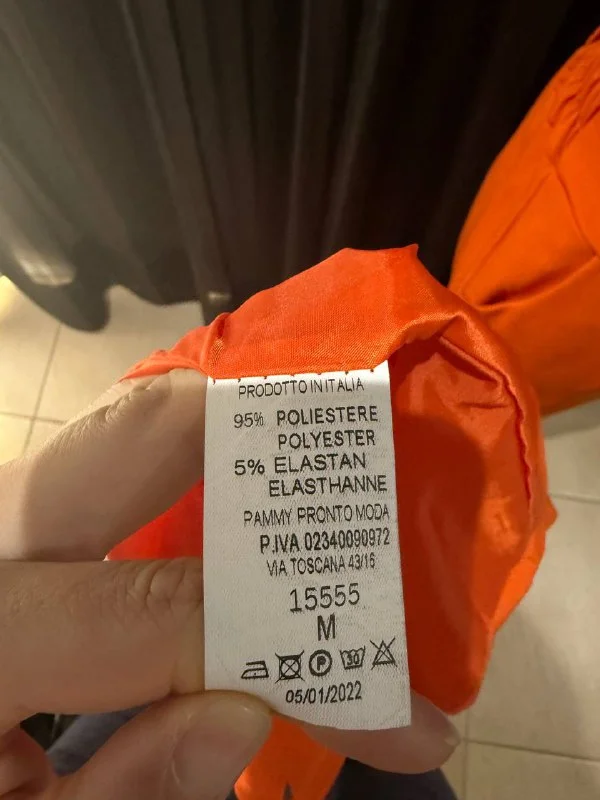 PRODOTTO IN ITALIA
95% POLIESTERE
POLYESTER
5% ELASTAN
ELASTHANNE
PAMMY PRONTO MODA
P.IVA 02340090972
VIA TOSCANA 43/16
15555
M
P 30
05/01/2022